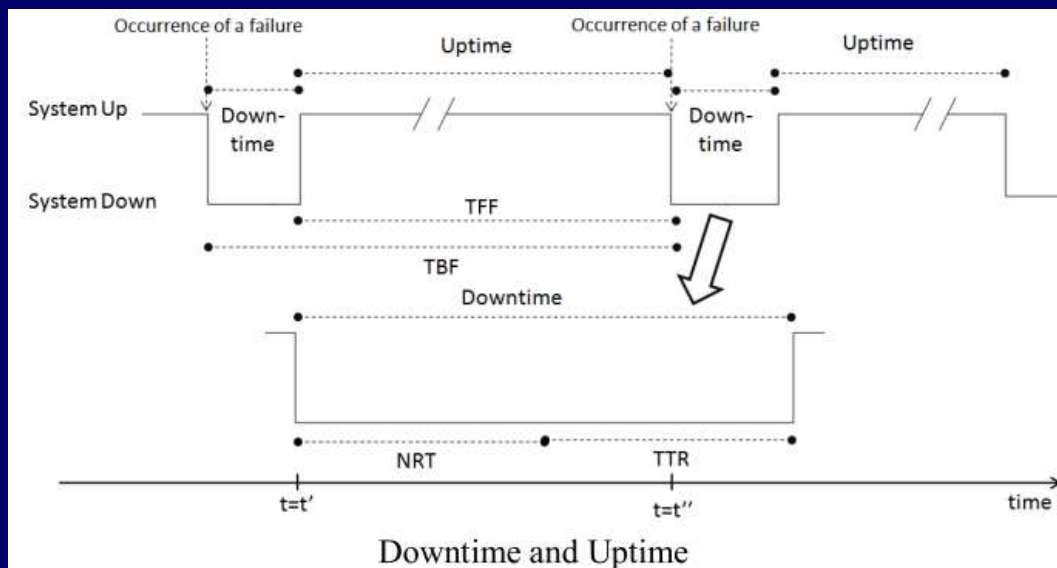 Occurrence of a failure
Occurrence of a failure
Uptime
Uptime
System Up
Down-
time
Down-
time
System Down
TFF
TBF
Downtime
NRT
TTR
t=t'
t=t''
time
Downtime and Uptime